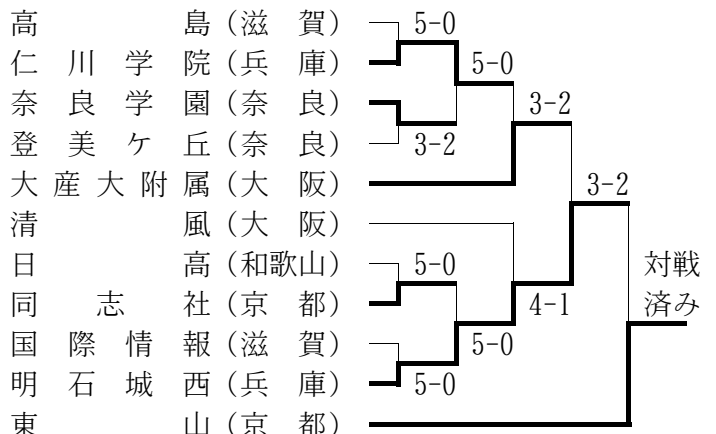 高島（滋賀） 5-0
仁川学院（兵庫） 5-0
奈良学園（奈良） 3-2
登美ケ丘（奈良） 3-2
大産大附属（大阪） 3-2
清風（大阪）
日高（和歌山） 5-0 対戦
同志社（京都） 4-1 済み
国際情報（滋賀） 5-0
明石城西（兵庫） 5-0
東山（京都）